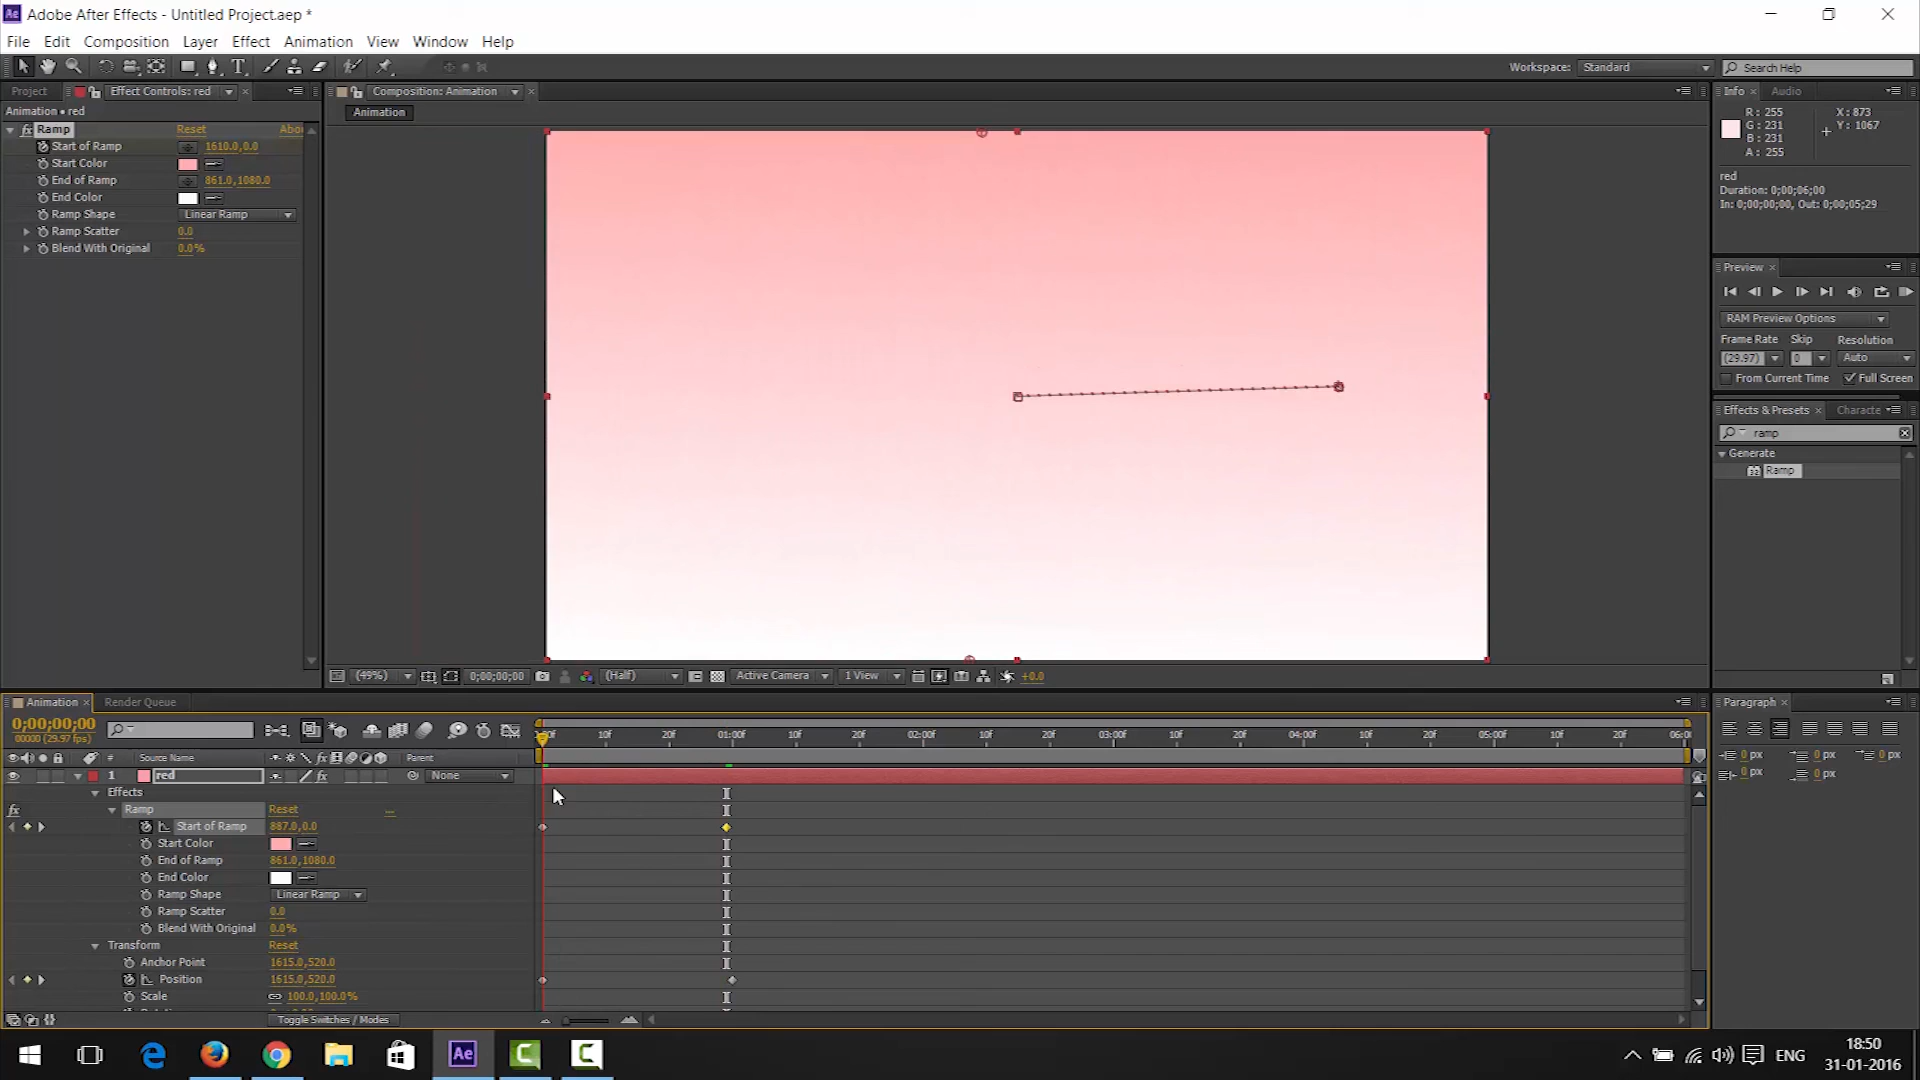 Adobe After Effects - Untitled Project.aep *
File Edit Composition Layer Effect Animation View Window Help
Workspace: Standard Search Help
Project Effect Controls: red Composition: Animation Info Audio
Animation • red Animation
Ramp Reset Abou
Start of Ramp 1610.0,0.0
Start Color
End of Ramp 861.0,1080.0
End Color
Ramp Shape Linear Ramp
Ramp Scatter 0.0
Blend With Original 0.0%
R: 255 X: 873
G: 231 Y: 1067
B: 231
A: 255
red
Duration: 0;00;06;00
In: 0;00;00;00, Out: 0;00;05;29
Preview
RAM Preview Options
Frame Rate Skip Resolution
(29.97) 0 Auto
From Current Time Full Screen
Effects & Presets Characte
ramp
Generate
Ramp
(49%) 0;00;00;00 (Half) Active Camera 1 View +0.0
Animation Render Queue
0;00;00;00
00000 (29.97 fps)
10f 20f 01:00f 10f 20f 02:00f 10f 20f 03:00f 10f 20f 04:00f 10f 20f 05:00f 10f 20f 06:0
# Source Name Parent
1 red None
Effects
Ramp Reset ...
Start of Ramp 887.0,0.0
Start Color
End of Ramp 861.0,1080.0
End Color
Ramp Shape Linear Ramp
Ramp Scatter 0.0
Blend With Original 0.0%
Transform Reset
Anchor Point 1615.0,520.0
Position 1615.0,520.0
Scale 100.0,100.0%
Toggle Switches / Modes
Paragraph
0 px 0 px 0 px
0 px 0 px
Ae ENG 18:50
31-01-2016